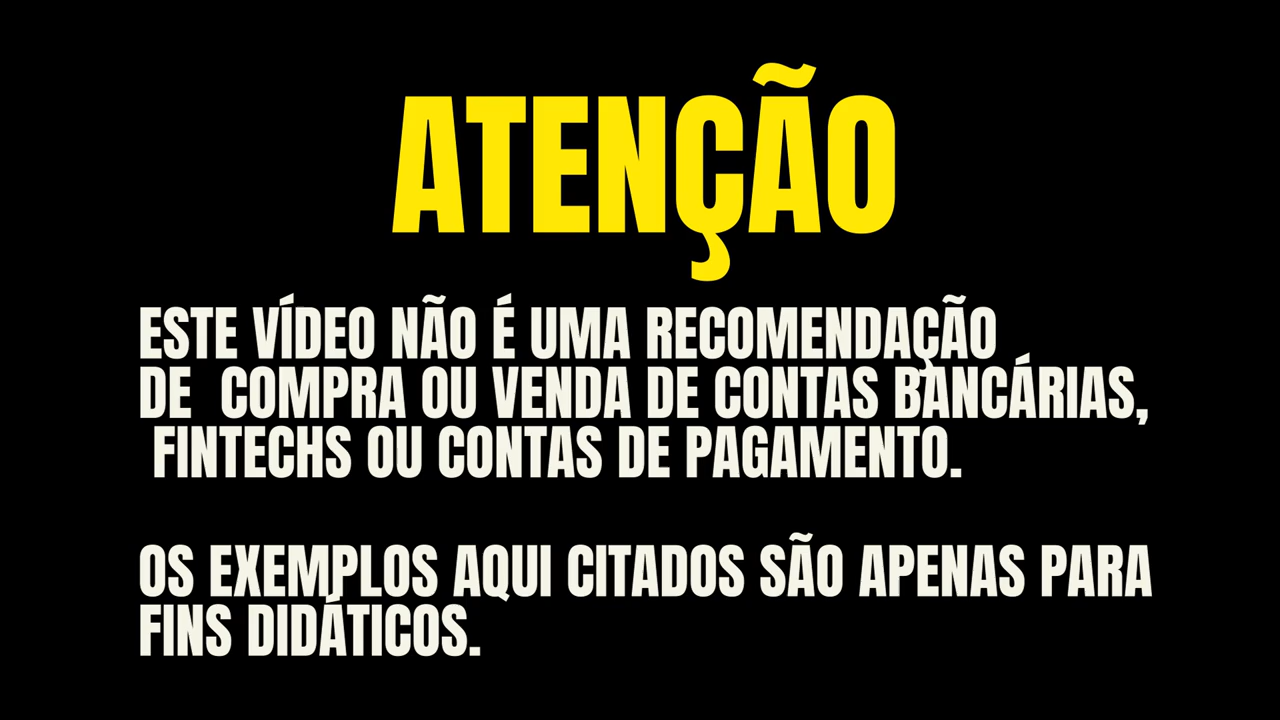 ATENÇÃO
ESTE VÍDEO NÃO É UMA RECOMENDAÇÃO
DE COMPRA OU VENDA DE CONTAS BANCÁRIAS,
FINTECHS OU CONTAS DE PAGAMENTO.
OS EXEMPLOS AQUI CITADOS SÃO APENAS PARA
FINS DIDÁTICOS.